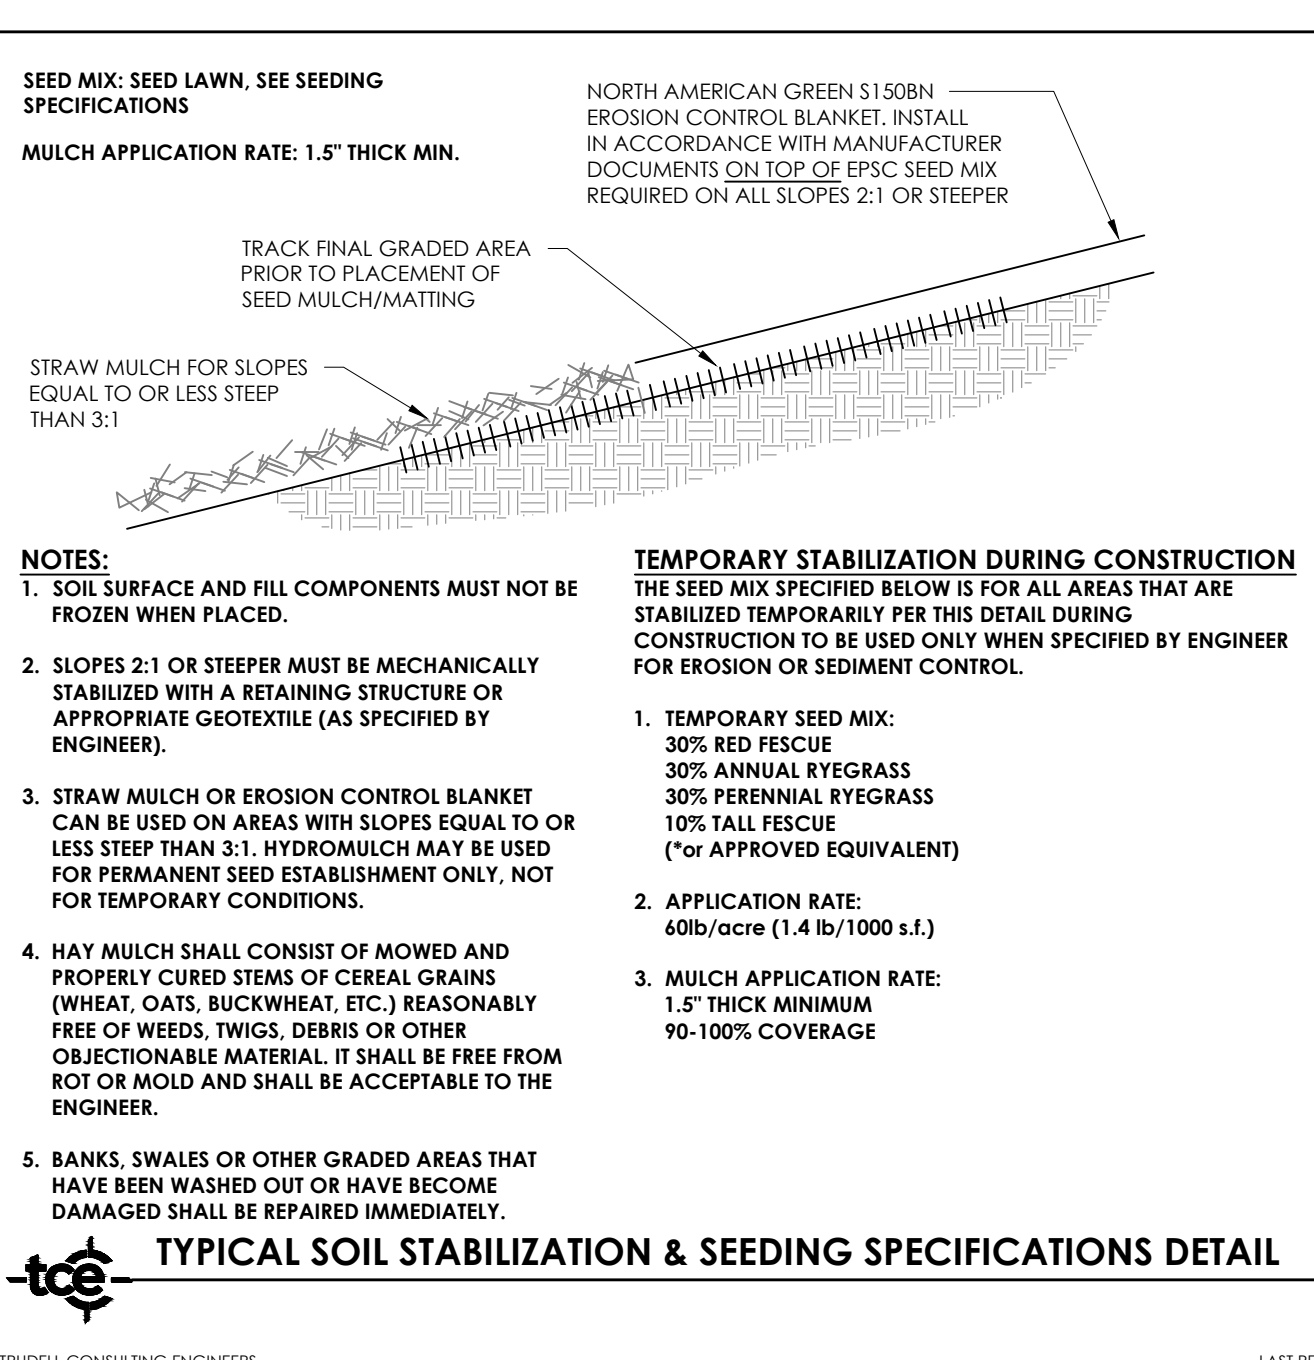 SEED MIX: SEED LAWN, SEE SEEDING
SPECIFICATIONS
MULCH APPLICATION RATE: 1.5" THICK MIN.
NORTH AMERICAN GREEN S150BN
EROSION CONTROL BLANKET. INSTALL
IN ACCORDANCE WITH MANUFACTURER
DOCUMENTS ON TOP OF EPSC SEED MIX
REQUIRED ON ALL SLOPES 2:1 OR STEEPER
TRACK FINAL GRADED AREA
PRIOR TO PLACEMENT OF
SEED MULCH/MATTING
STRAW MULCH FOR SLOPES
EQUAL TO OR LESS STEEP
THAN 3:1
NOTES:
1. SOIL SURFACE AND FILL COMPONENTS MUST NOT BE
FROZEN WHEN PLACED.
2. SLOPES 2:1 OR STEEPER MUST BE MECHANICALLY
STABILIZED WITH A RETAINING STRUCTURE OR
APPROPRIATE GEOTEXTILE (AS SPECIFIED BY
ENGINEER).
3. STRAW MULCH OR EROSION CONTROL BLANKET
CAN BE USED ON AREAS WITH SLOPES EQUAL TO OR
LESS STEEP THAN 3:1. HYDROMULCH MAY BE USED
FOR PERMANENT SEED ESTABLISHMENT ONLY, NOT
FOR TEMPORARY CONDITIONS.
4. HAY MULCH SHALL CONSIST OF MOWED AND
PROPERLY CURED STEMS OF CEREAL GRAINS
(WHEAT, OATS, BUCKWHEAT, ETC.) REASONABLY
FREE OF WEEDS, TWIGS, DEBRIS OR OTHER
OBJECTIONABLE MATERIAL. IT SHALL BE FREE FROM
ROT OR MOLD AND SHALL BE ACCEPTABLE TO THE
ENGINEER.
5. BANKS, SWALES OR OTHER GRADED AREAS THAT
HAVE BEEN WASHED OUT OR HAVE BECOME
DAMAGED SHALL BE REPAIRED IMMEDIATELY.
TEMPORARY STABILIZATION DURING CONSTRUCTION
THE SEED MIX SPECIFIED BELOW IS FOR ALL AREAS THAT ARE
STABILIZED TEMPORARILY PER THIS DETAIL DURING
CONSTRUCTION TO BE USED ONLY WHEN SPECIFIED BY ENGINEER
FOR EROSION OR SEDIMENT CONTROL.
1. TEMPORARY SEED MIX:
30% RED FESCUE
30% ANNUAL RYEGRASS
30% PERENNIAL RYEGRASS
10% TALL FESCUE
(*or APPROVED EQUIVALENT)
2. APPLICATION RATE:
60lb/acre (1.4 lb/1000 s.f.)
3. MULCH APPLICATION RATE:
1.5" THICK MINIMUM
90-100% COVERAGE
tce
TYPICAL SOIL STABILIZATION & SEEDING SPECIFICATIONS DETAIL